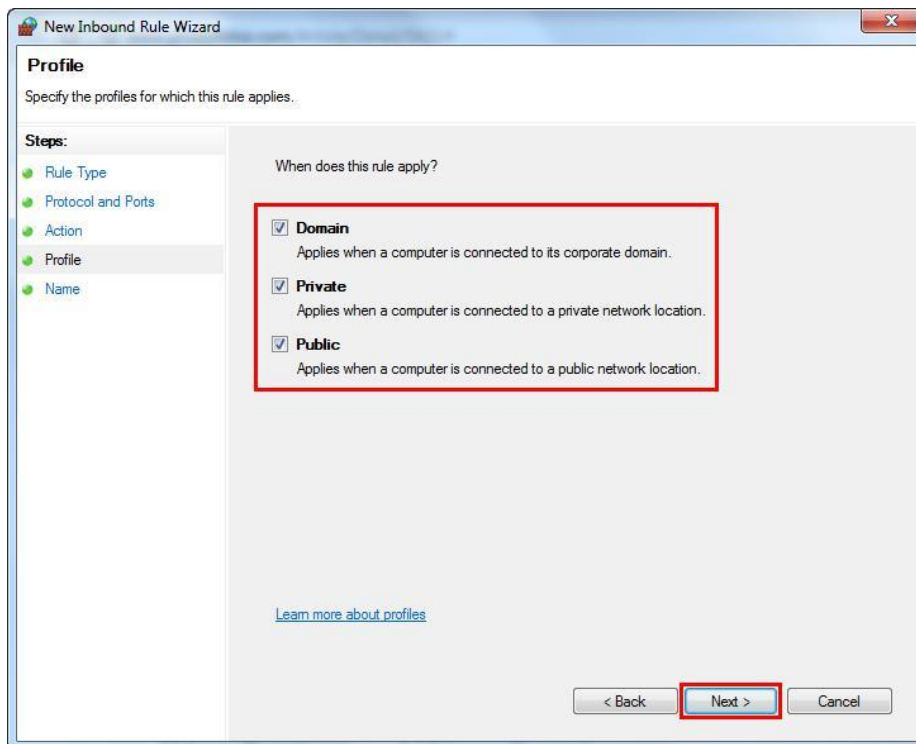 New Inbound Rule Wizard
Profile
Specify the profiles for which this rule applies.
Steps:
Rule Type
Protocol and Ports
Action
Profile
Name
When does this rule apply?
Domain
Applies when a computer is connected to its corporate domain.
Private
Applies when a computer is connected to a private network location.
Public
Applies when a computer is connected to a public network location.
Learn more about profiles
< Back
Next >
Cancel